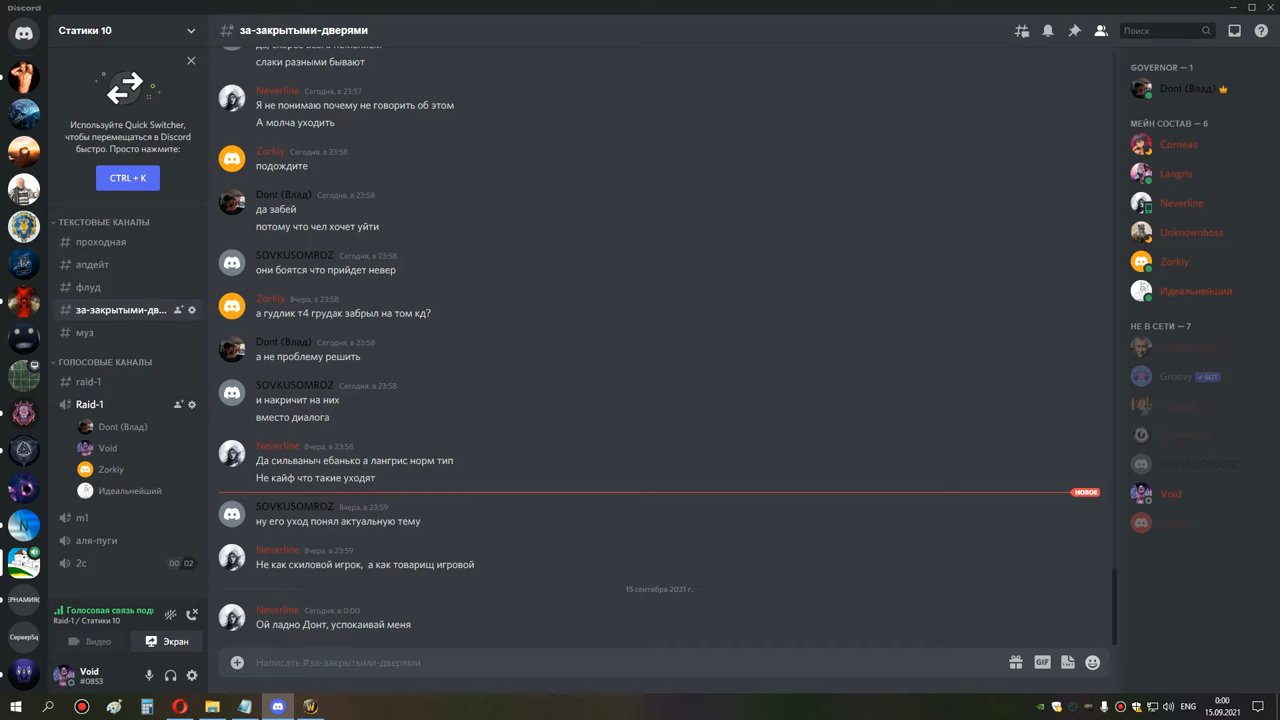 Discord
Статики 10
за-закрытыми-дверями
Поиск
Используйте Quick Switcher,
чтобы перемещаться в Discord
быстро. Просто нажмите:
CTRL + K
ТЕКСТОВЫЕ КАНАЛЫ
проходная
апдейт
флуд
за-закрытыми-дв...
муз
ГОЛОСОВЫЕ КАНАЛЫ
raid-1
Raid-1
Dont (Влад)
Void
Zorkiy
Идеальнейший
m1
аля-пуги
2с
00 02
Голосовая связь под
Raid-1 / Статики 10
Видео
Экран
Void
#0853
ЕРНАМИЯ(
СерверSq
слаки разными бывают
Neverline Сегодня, в 23:57
Я не понимаю почему не говорить об этом
А молча уходить
Zorkiy Сегодня, в 23:58
подождите
Dont (Влад) Сегодня, в 23:58
да забей
потому что чел хочет уйти
SOVKUSOMROZ Сегодня, в 23:58
они боятся что прийдет невер
Zorkiy Вчера, в 23:58
а гудлик т4 грудак забрыл на том кд?
Dont (Влад) Сегодня, в 23:58
а не проблему решить
SOVKUSOMROZ Сегодня, в 23:58
и накричит на них
вместо диалога
Neverline Вчера, в 23:58
Да сильваныч ебанько а лангрис норм тип
Не кайф что такие уходят
НОВОЕ
SOVKUSOMROZ Вчера, в 23:59
ну его уход понял актуальную тему
Neverline Вчера, в 23:59
Не как скиловой игрок, а как товарищ игровой
15 сентября 2021 г.
Neverline Сегодня, в 0:00
Ой ладно Донт, успокаивай меня
Написать #за-закрытыми-дверями
GIF
GOVERNOR — 1
Dont (Влад)
МЕЙН СОСТАВ — 6
Corneas
Langris
Neverline
Unknownboss
Zorkiy
Идеальнейший
НЕ В СЕТИ — 7
Groovy БОТ
SOVKUSOMROZ
Void
ENG
0:00
15.09.2021